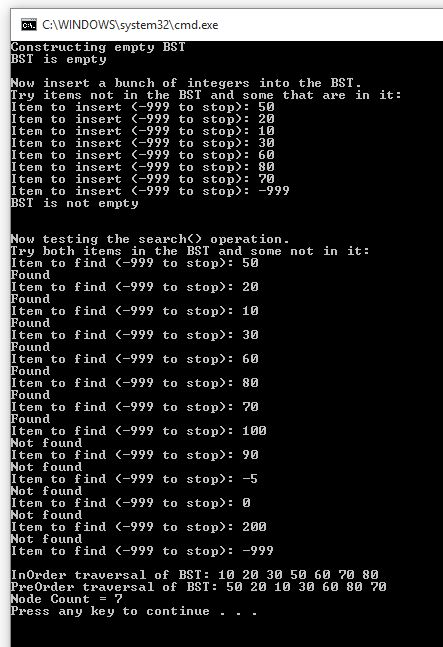 C:\WINDOWS\system32\cmd.exe
Constructing empty BST
BST is empty
Now insert a bunch of integers into the BST.
Try items not in the BST and some that are in it:
Item to insert (-999 to stop): 50
Item to insert (-999 to stop): 20
Item to insert (-999 to stop): 10
Item to insert (-999 to stop): 30
Item to insert (-999 to stop): 60
Item to insert (-999 to stop): 80
Item to insert (-999 to stop): 70
Item to insert (-999 to stop): -999
BST is not empty
Now testing the search() operation.
Try both items in the BST and some not in it:
Item to find (-999 to stop): 50
Found
Item to find (-999 to stop): 20
Found
Item to find (-999 to stop): 10
Found
Item to find (-999 to stop): 30
Found
Item to find (-999 to stop): 60
Found
Item to find (-999 to stop): 80
Found
Item to find (-999 to stop): 70
Found
Item to find (-999 to stop): 100
Not found
Item to find (-999 to stop): 90
Not found
Item to find (-999 to stop): -5
Not found
Item to find (-999 to stop): 0
Not found
Item to find (-999 to stop): 200
Not found
Item to find (-999 to stop): -999
InOrder traversal of BST: 10 20 30 50 60 70 80
PreOrder traversal of BST: 50 20 10 30 60 80 70
Node Count = 7
Press any key to continue . . .